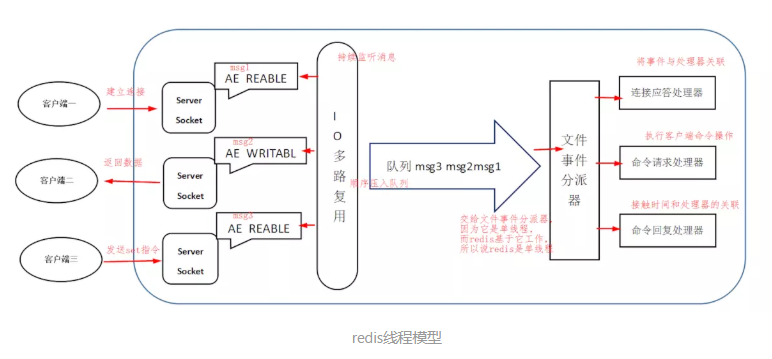 客户端一
建立连接
Server
Socket
msg1
AE REABLE
客户端二
返回数据
Server
Socket
msg2
AE WRITABL
客户端三
发送set指令
Server
Socket
msg3
AE REABLE
持续监听消息
IO多路复用
顺序压入队列
队列 msg3 msg2msg1
交给文件事件分派器，
因为它是单线程，
而redis基于它工作，
所以说redis是单线程
文件
事件
分派
器
将事件与处理器关联
连接应答处理器
执行客户端命令操作
命令请求处理器
接触时间和处理器的关联
命令回复处理器
redis线程模型